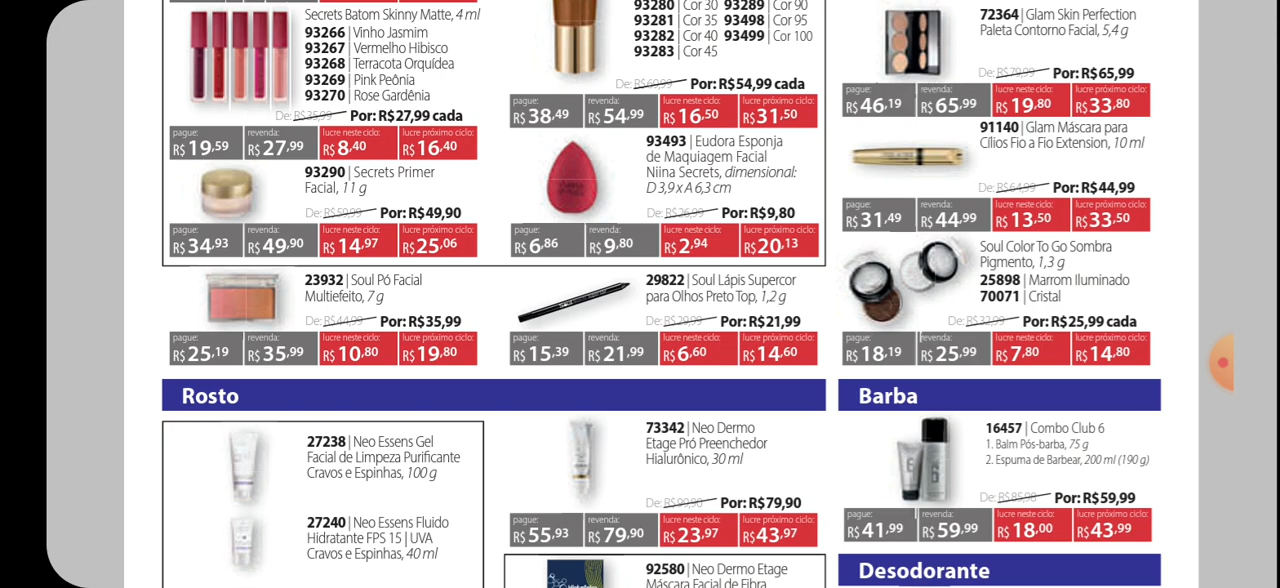 Secrets Batom Skinny Matte, 4 ml
93266 | Vinho Jasmim
93267 | Vermelho Hibisco
93268 | Terracota Orquídea
93269 | Pink Peônia
93270 | Rose Gardênia
De: R$35,99 Por: R$27,99 cada
pague: revenda: lucre neste ciclo: lucre próximo ciclo:
R$19,59 R$27,99 R$8,40 R$16,40
93290 | Secrets Primer
Facial, 11 g
De: R$59,99 Por: R$49,90
pague: revenda: lucre neste ciclo: lucre próximo ciclo:
R$34,93 R$49,90 R$14,97 R$25,06
23932 | Soul Pó Facial
Multiefeito, 7 g
De: R$44,99 Por: R$35,99
pague: revenda: lucre neste ciclo: lucre próximo ciclo:
R$25,19 R$35,99 R$10,80 R$19,80
93280 | Cor 30 93289 | Cor 90
93281 | Cor 35 93498 | Cor 95
93282 | Cor 40 93499 | Cor 100
93283 | Cor 45
De: R$69,99 Por: R$54,99 cada
pague: revenda: lucre neste ciclo: lucre próximo ciclo:
R$38,49 R$54,99 R$16,50 R$31,50
93493 | Eudora Esponja
de Maquiagem Facial
Niina Secrets, dimensional:
D 3,9 x A 6,3 cm
De: R$26,99 Por: R$9,80
pague: revenda: lucre neste ciclo: lucre próximo ciclo:
R$6,86 R$9,80 R$2,94 R$20,13
29822 | Soul Lápis Supercor
para Olhos Preto Top, 1,2 g
De: R$29,99 Por: R$21,99
pague: revenda: lucre neste ciclo: lucre próximo ciclo:
R$15,39 R$21,99 R$6,60 R$14,60
72364 | Glam Skin Perfection
Paleta Contorno Facial, 5,4 g
De: R$79,99 Por: R$65,99
pague: revenda: lucre neste ciclo: lucre próximo ciclo:
R$46,19 R$65,99 R$19,80 R$33,80
91140 | Glam Máscara para
Cílios Fio a Fio Extension, 10 ml
De: R$64,99 Por: R$44,99
pague: revenda: lucre neste ciclo: lucre próximo ciclo:
R$31,49 R$44,99 R$13,50 R$33,50
Soul Color To Go Sombra
Pigmento, 1,3 g
25898 | Marrom Iluminado
70071 | Cristal
De: R$32,99 Por: R$25,99 cada
pague: revenda: lucre neste ciclo: lucre próximo ciclo:
R$18,19 R$25,99 R$7,80 R$14,80
Rosto
27238 | Neo Essens Gel
Facial de Limpeza Purificante
Cravos e Espinhas, 100 g
27240 | Neo Essens Fluido
Hidratante FPS 15 | UVA
Cravos e Espinhas, 40 ml
73342 | Neo Dermo
Etage Pró Preenchedor
Hialurônico, 30 ml
De: R$99,90 Por: R$79,90
pague: revenda: lucre neste ciclo: lucre próximo ciclo:
R$55,93 R$79,90 R$23,97 R$43,97
92580 | Neo Dermo Etage
Máscara Facial de Fibra
Barba
16457 | Combo Club 6
1. Balm Pós-barba, 75 g
2. Espuma de Barbear, 200 ml (190 g)
De: R$85,98 Por: R$59,99
pague: revenda: lucre neste ciclo: lucre próximo ciclo:
R$41,99 R$59,99 R$18,00 R$43,99
Desodorante